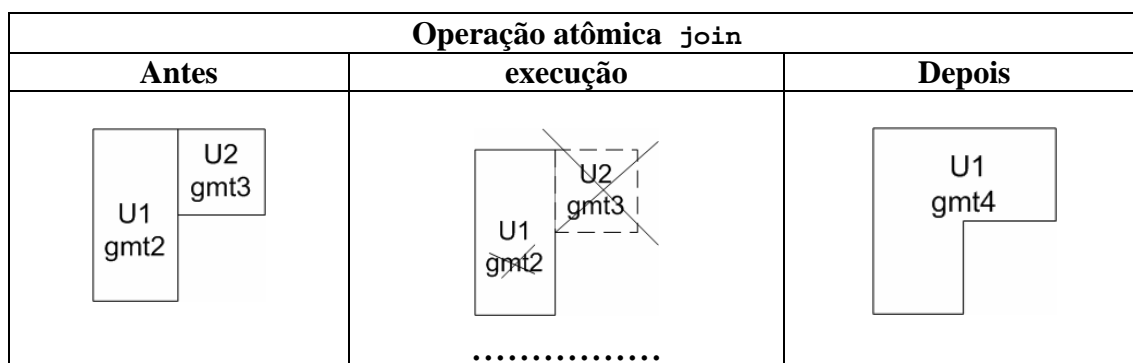 Operação atômica join
Antes execução Depois
U1
gmt2
U2
gmt3
U1
gmt2
U2
gmt3
................
U1
gmt4